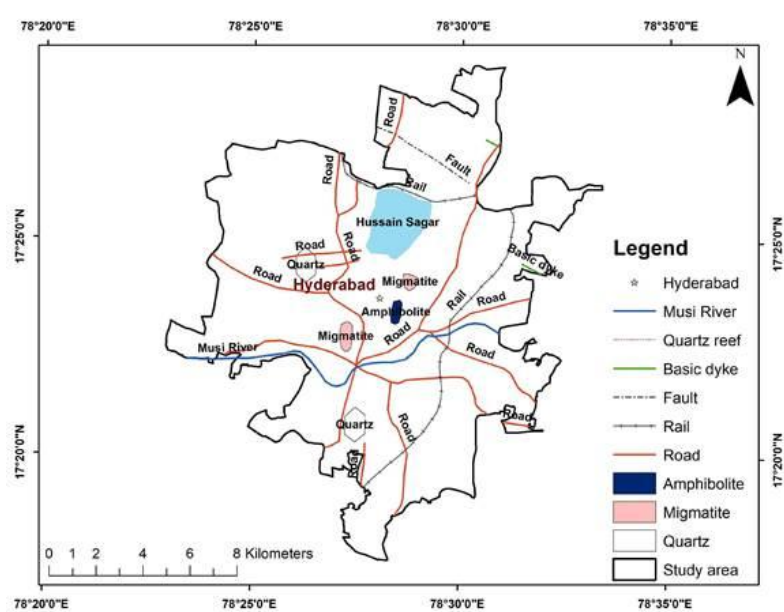 78°20'0"E
78°25'0"E
78°30'0"E
78°35'0"E
N
Road
Fault
Road
Rail
Hussain Sagar
17°25'0"N
17°25'0"N
Road
Road
Quartz
Basic dyke
Road
Migmatite
Hyderabad
Rail
Road
Amphibolite
Migmatite
Road
Musi River
Road
Quartz
Road
Road
Road
17°20'0"N
17°20'0"N
Legend
Hyderabad
Musi River
Quartz reef
Basic dyke
Fault
Rail
Road
Amphibolite
Migmatite
Quartz
Study area
0 1 2 4 6 8 Kilometers
78°20'0"E
78°25'0"E
78°30'0"E
78°35'0"E